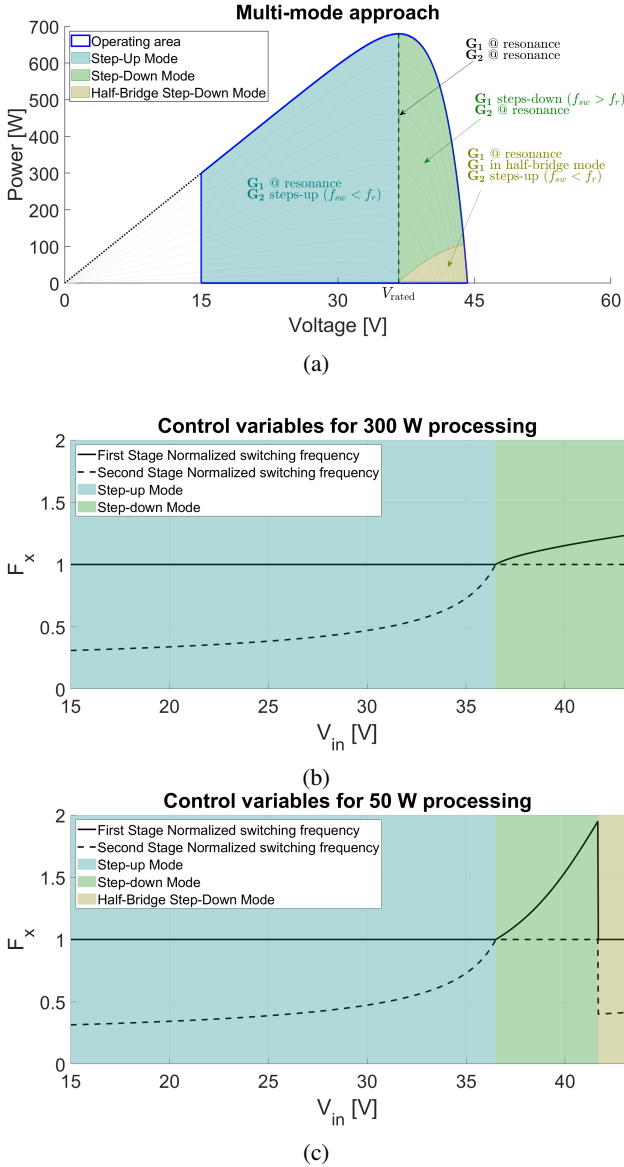 Multi-mode approach
700
600
500
400
300
200
100
0
Power [W]
Operating area
Step-Up Mode
Step-Down Mode
Half-Bridge Step-Down Mode
G₁ @ resonance
G₂ @ resonance
G₁ steps-down (fₛw > fᵣ)
G₂ @ resonance
G₁ @ resonance
G₁ in half-bridge mode
G₂ steps-up (fₛw < fᵣ)
G₁ @ resonance
G₂ steps-up (fₛw < fᵣ)
0 15 30 V_rated 45 60
Voltage [V]
(a)
Control variables for 300 W processing
2
1.5
1
0.5
0
F_x
First Stage Normalized switching frequency
Second Stage Normalized switching frequency
Step-up Mode
Step-down Mode
15 20 25 30 35 40
V_in [V]
(b)
Control variables for 50 W processing
2
1.5
1
0.5
0
F_x
First Stage Normalized switching frequency
Second Stage Normalized switching frequency
Step-up Mode
Step-down Mode
Half-Bridge Step-Down Mode
15 20 25 30 35 40
V_in [V]
(c)